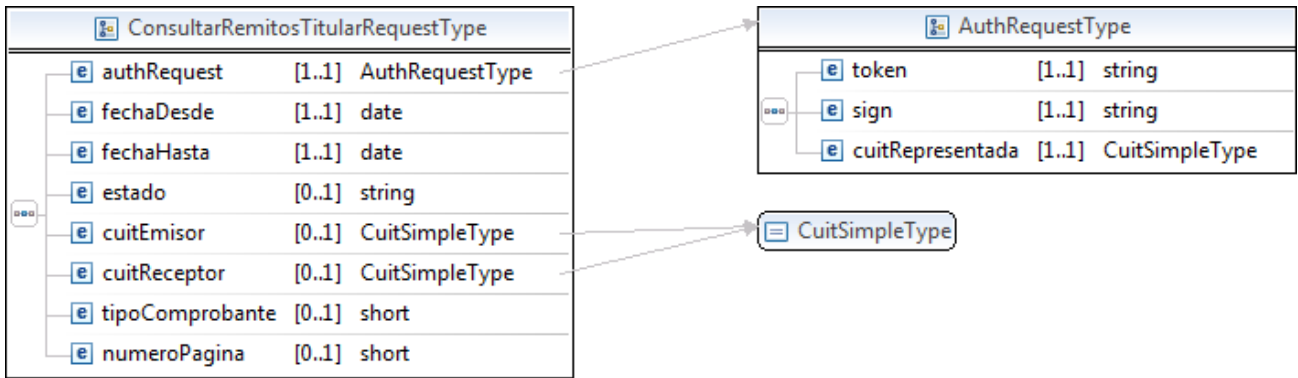 ConsultarRemitosTitularRequestType
authRequest [1..1] AuthRequestType
fechaDesde [1..1] date
fechaHasta [1..1] date
estado [0..1] string
cuitEmisor [0..1] CuitSimpleType
cuitReceptor [0..1] CuitSimpleType
tipoComprobante [0..1] short
numeroPagina [0..1] short
AuthRequestType
token [1..1] string
sign [1..1] string
cuitRepresentada [1..1] CuitSimpleType
CuitSimpleType